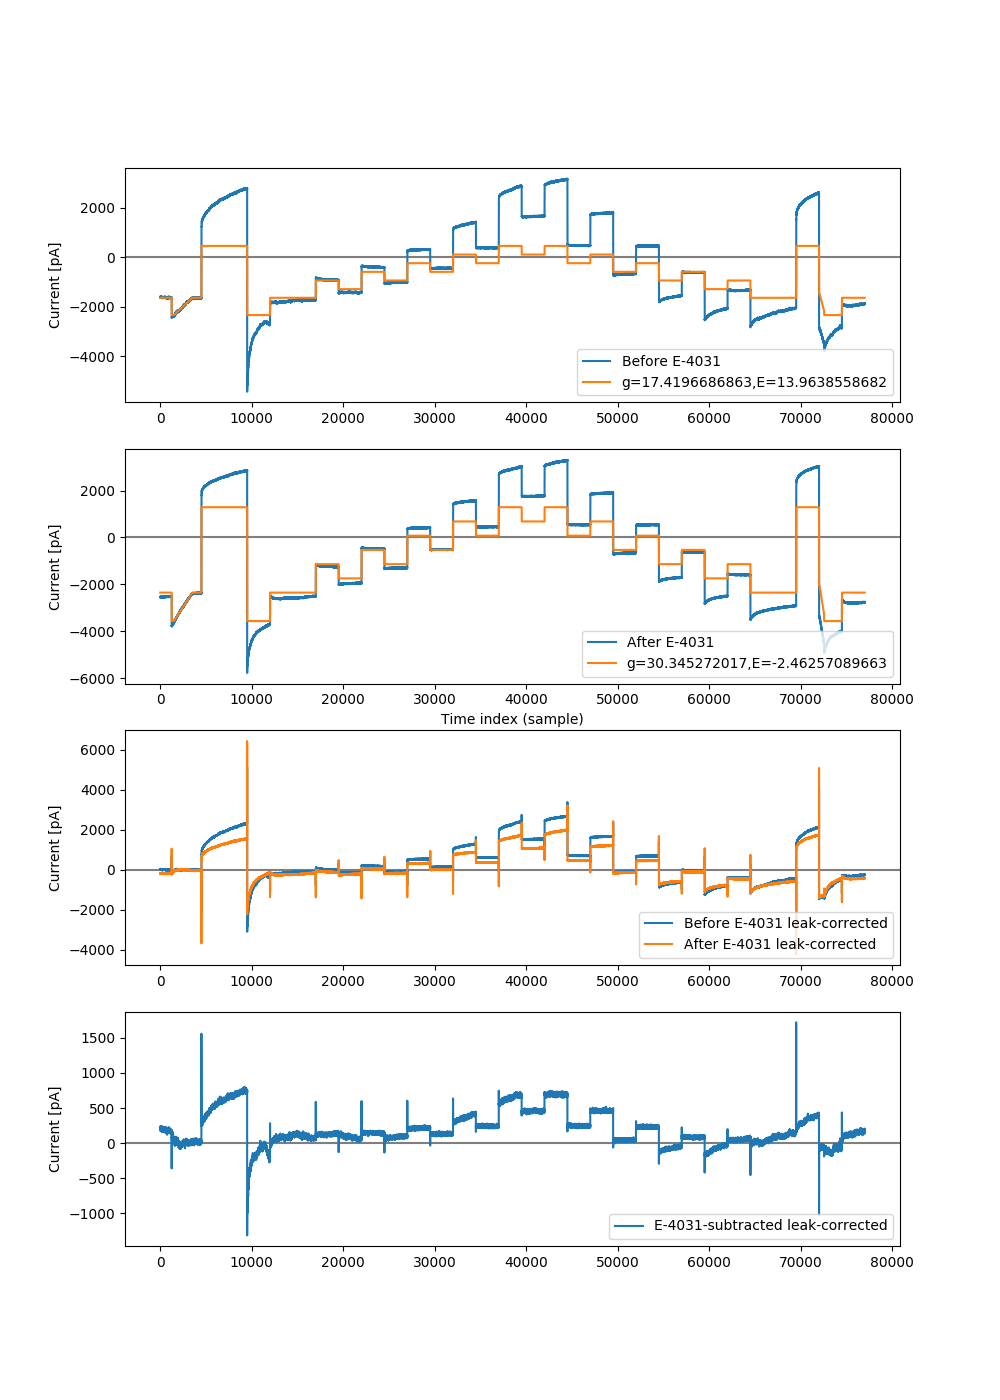 2000
0
−2000
−4000
Current [pA]
Before E-4031
g=17.4196686863,E=13.9638558682
0 10000 20000 30000 40000 50000 60000 70000 80000
2000
0
−2000
−4000
−6000
Current [pA]
After E-4031
g=30.345272017,E=-2.46257089663
0 10000 20000 30000 40000 50000 60000 70000 80000
Time index (sample)
6000
4000
2000
0
−2000
−4000
Current [pA]
Before E-4031 leak-corrected
After E-4031 leak-corrected
0 10000 20000 30000 40000 50000 60000 70000 80000
1500
1000
500
0
−500
−1000
Current [pA]
E-4031-subtracted leak-corrected
0 10000 20000 30000 40000 50000 60000 70000 80000